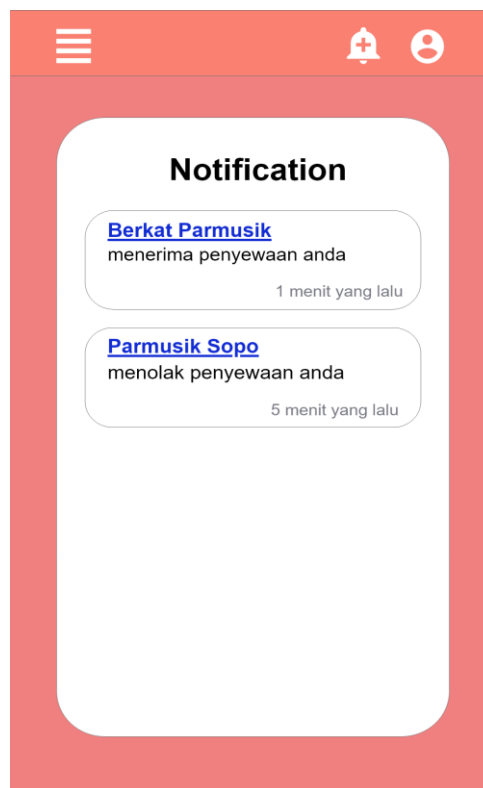 Notification
Berkat Parmusik
menerima penyewaan anda
1 menit yang lalu
Parmusik Sopo
menolak penyewaan anda
5 menit yang lalu